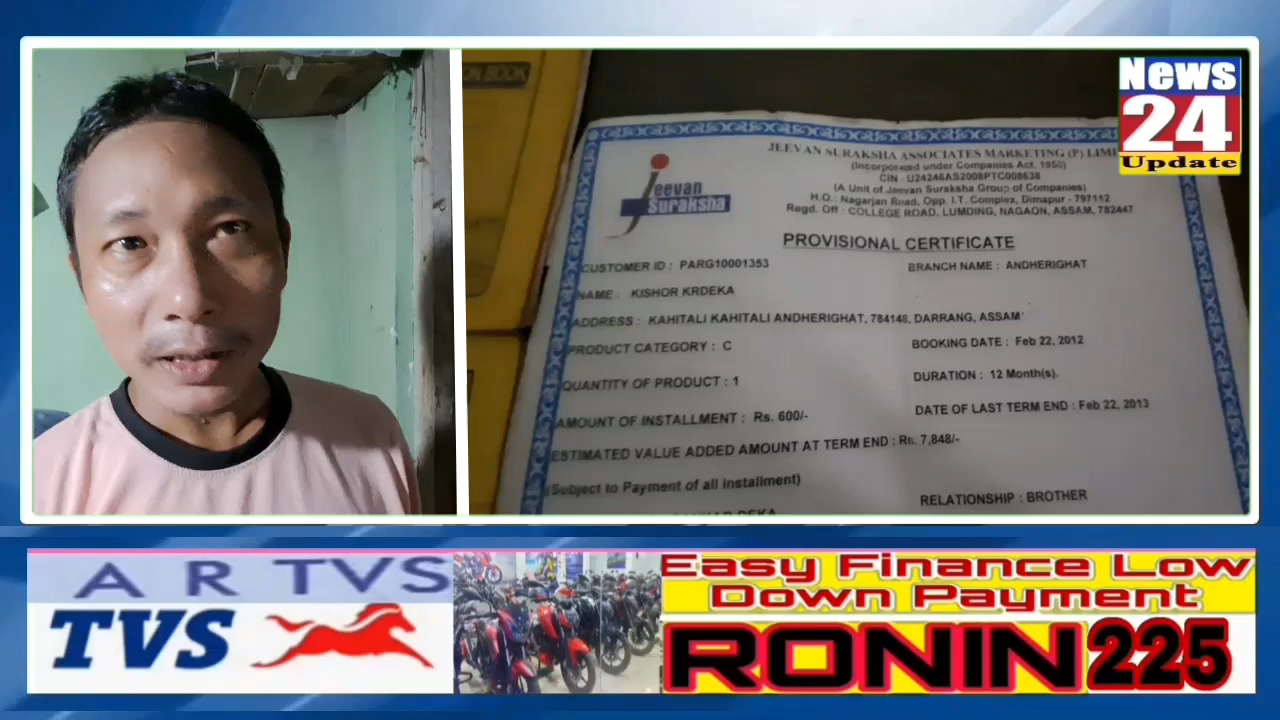 News
24
Update
JEEVAN SURAKSHA ASSOCIATES MARKETING (P)
(Incorporated under Companies Act, 1956)
CIN - U24246AS2008PTC008638
(A Unit of Jeevan Suraksha Group of Companies)
H.O.: Nagarjan Road, Opp. I.T. Complex, Dimapur - 797112
Regd. Off : COLLEGE ROAD, LUMDING, NAGAON, ASSAM, 782447
Jeevan
Suraksha
PROVISIONAL CERTIFICATE
CUSTOMER ID : PARG10001353
BRANCH NAME : ANDHERIGHAT
NAME : KISHOR KRDEKA
ADDRESS : KAHITALI KAHITALI ANDHERIGHAT, 784148, DARRANG, ASSAM
PRODUCT CATEGORY : C
BOOKING DATE : Feb 22, 2012
QUANTITY OF PRODUCT : 1
DURATION : 12 Month(s).
AMOUNT OF INSTALLMENT : Rs. 600/-
DATE OF LAST TERM END : Feb 22, 2013
ESTIMATED VALUE ADDED AMOUNT AT TERM END : Rs. 7,848/-
(Subject to Payment of all installment)
RELATIONSHIP : BROTHER
DEKA
A R TVS
TVS
Easy Finance Low
Down Payment
RONIN 225